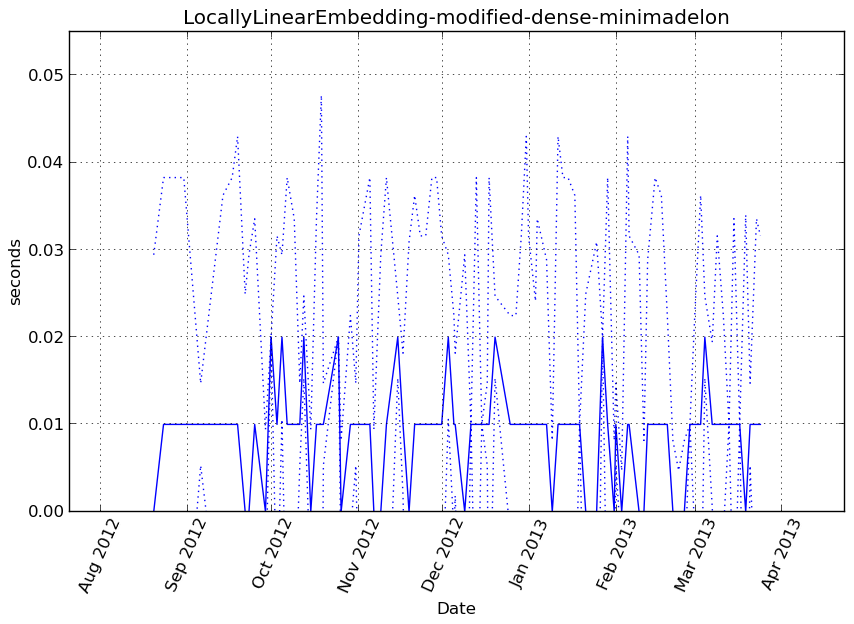 LocallyLinearEmbedding-modified-dense-minimadelon
0.05
0.04
0.03
0.02
0.01
0.00
seconds
Aug 2012
Sep 2012
Oct 2012
Nov 2012
Dec 2012
Jan 2013
Feb 2013
Mar 2013
Apr 2013
Date